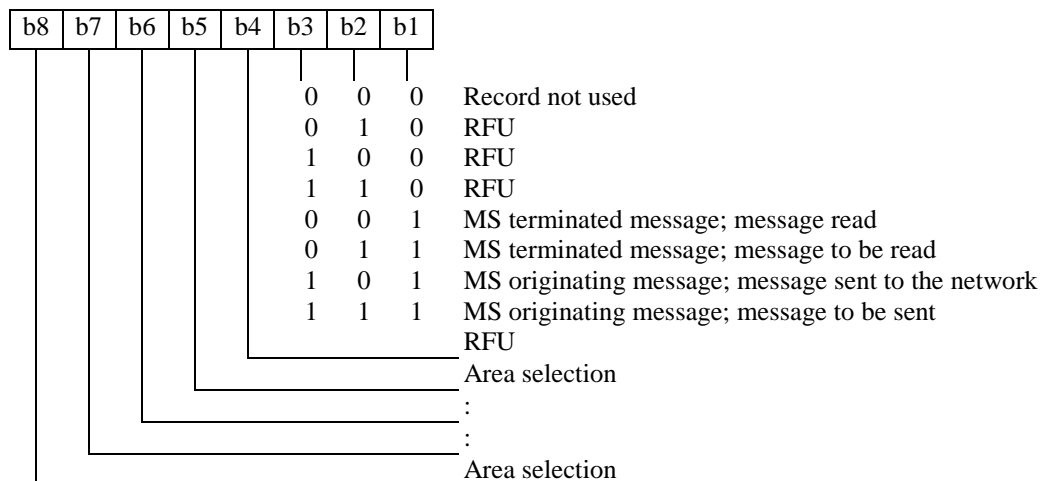 b8 b7 b6 b5 b4 b3 b2 b1
0 0 0 Record not used
0 1 0 RFU
1 0 0 RFU
1 1 0 RFU
0 0 1 MS terminated message; message read
0 1 1 MS terminated message; message to be read
1 0 1 MS originating message; message sent to the network
1 1 1 MS originating message; message to be sent
RFU
Area selection
:
:
Area selection